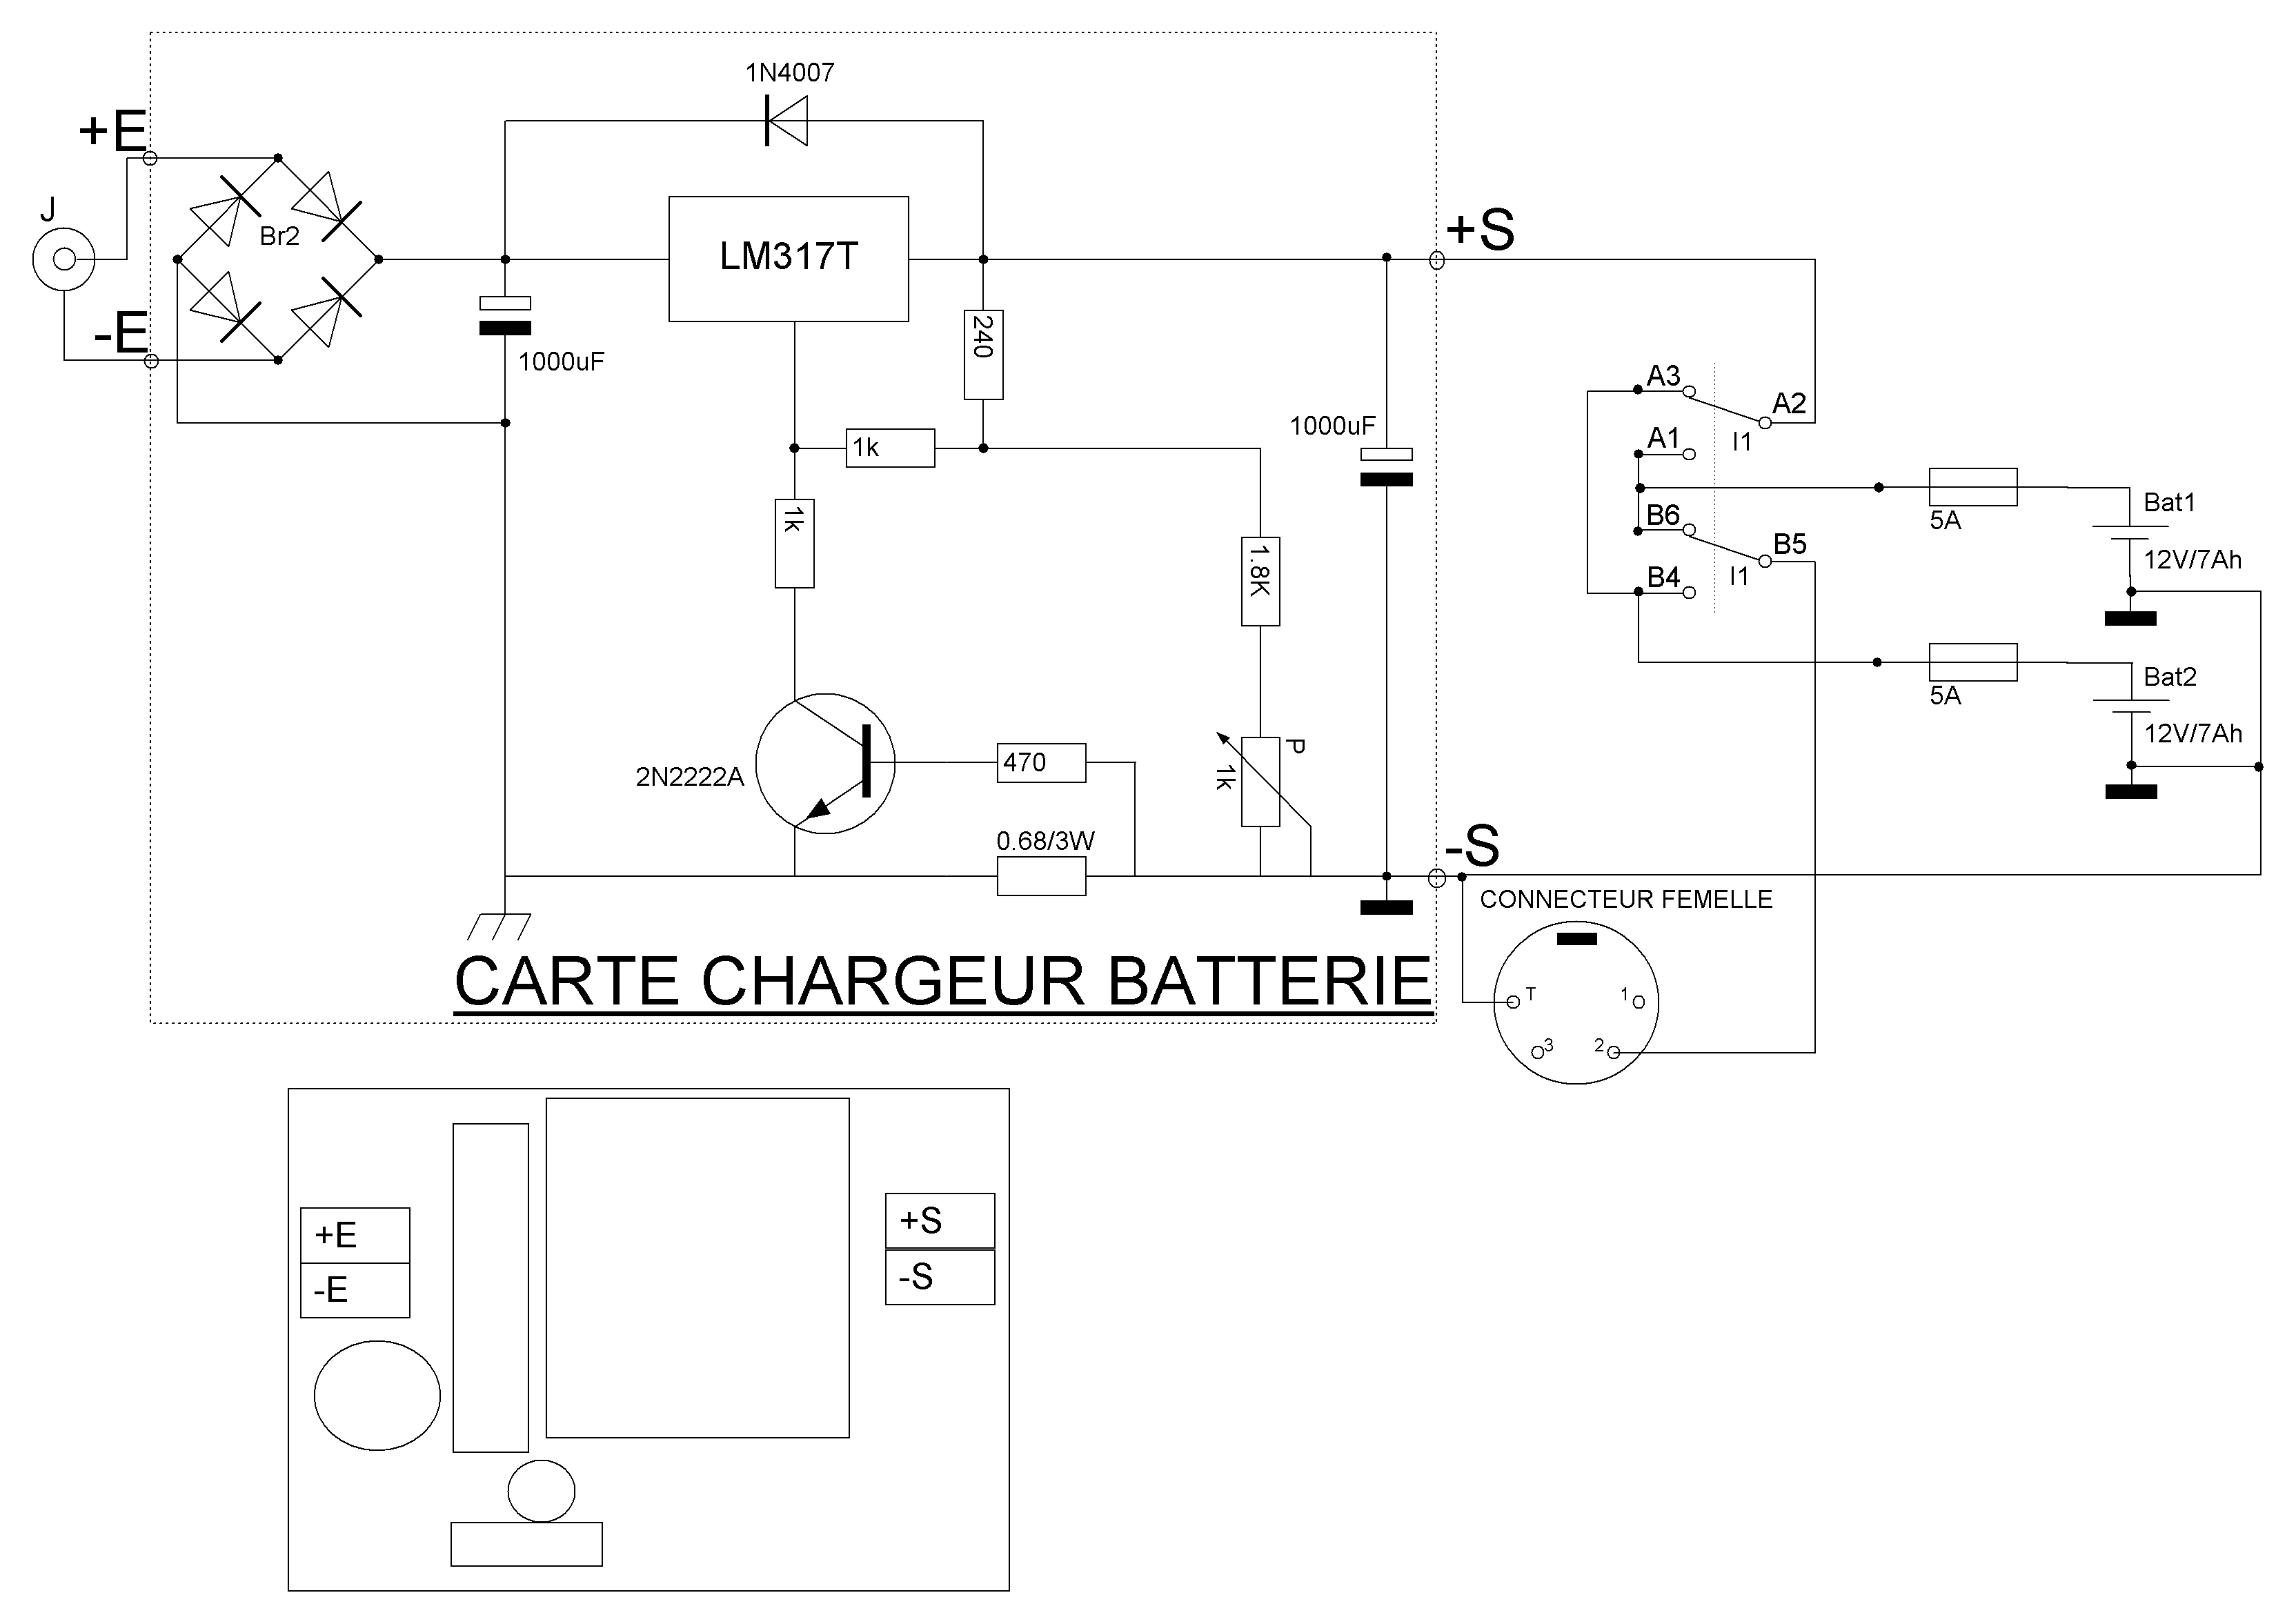 1N4007
+E
J
Br2
-E
LM317T
1000uF
240
+S
1k
1000uF
A3
A2
A1
I1
1k
1.8K
B6
B5
I1
B4
5A
Bat1
12V/7Ah
5A
Bat2
12V/7Ah
2N2222A
470
P
1k
0.68/3W
-S
CONNECTEUR FEMELLE
T
1
3
2
CARTE CHARGEUR BATTERIE
+E
-E
+S
-S